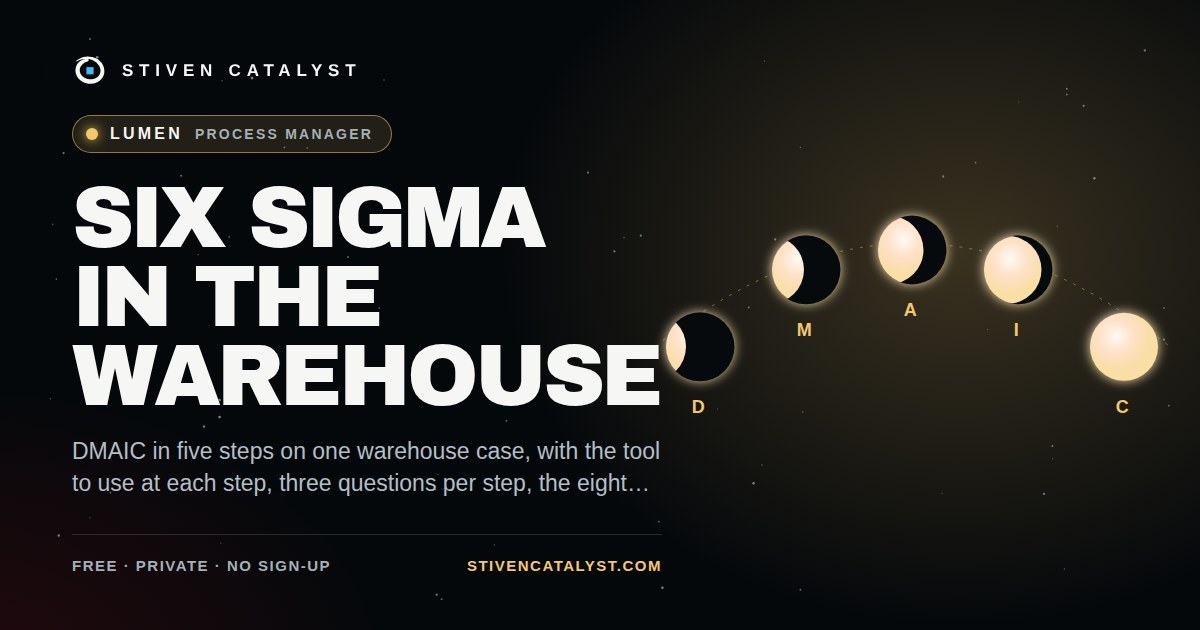 STIVEN CATALYST
LUMEN PROCESS MANAGER
SIX SIGMA
IN THE
WAREHOUSE
DMAIC in five steps on one warehouse case, with the tool
to use at each step, three questions per step, the eight…
FREE · PRIVATE · NO SIGN-UP
STIVENCATALYST.COM
D
M
A
I
C